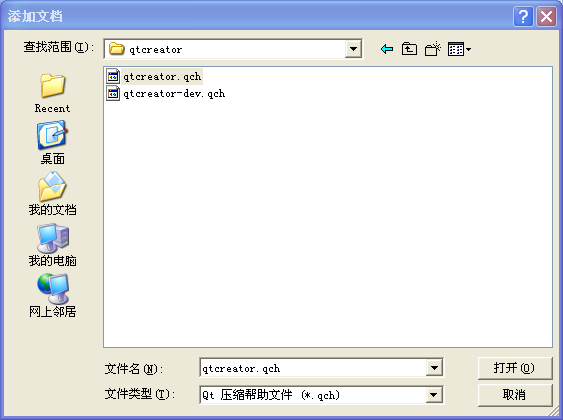 添加文档
查找范围(I):
qtcreator
qtcreator.qch
qtcreator-dev.qch
Recent
桌面
我的文档
我的电脑
网上邻居
文件名(N):
qtcreator.qch
打开(O)
文件类型(T):
Qt 压缩帮助文件 (*.qch)
取消